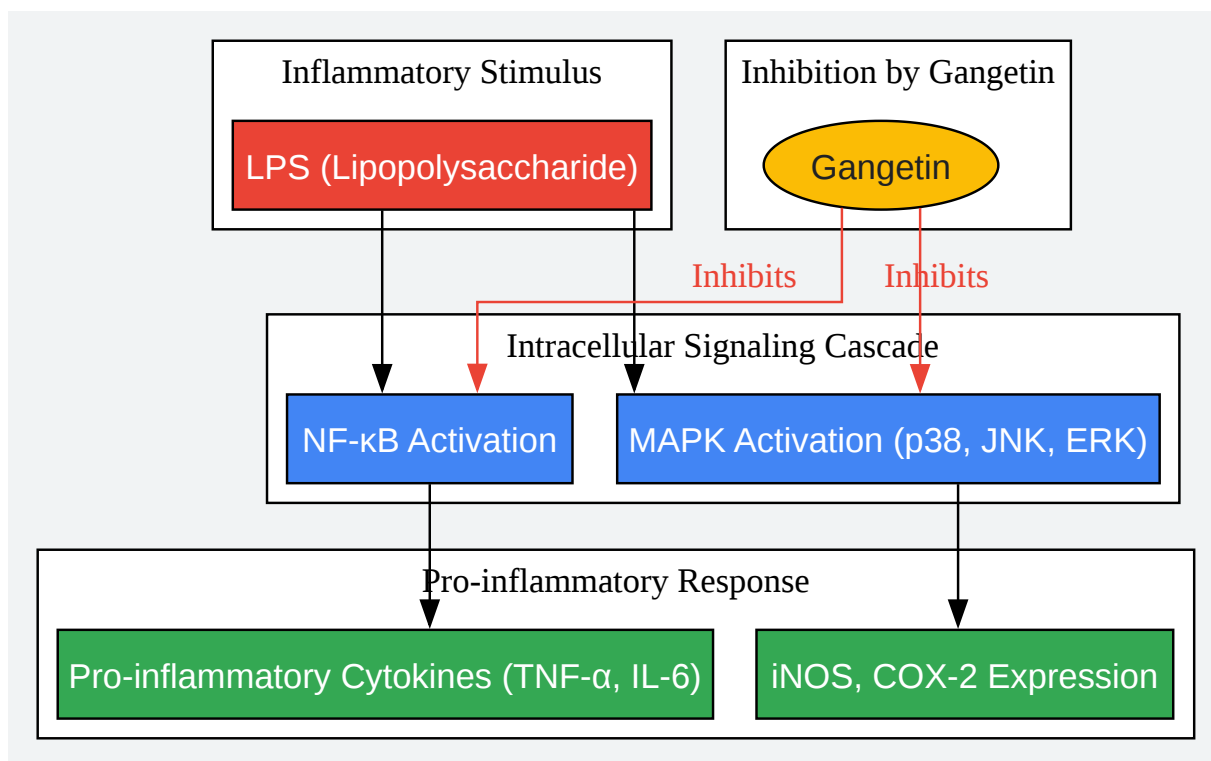 Inflammatory Stimulus
Inhibition by Gangetin
LPS (Lipopolysaccharide)
Gangetin
Inhibits
Inhibits
Intracellular Signaling Cascade
NF-κB Activation
MAPK Activation (p38, JNK, ERK)
Pro-inflammatory Response
Pro-inflammatory Cytokines (TNF-α, IL-6)
iNOS, COX-2 Expression